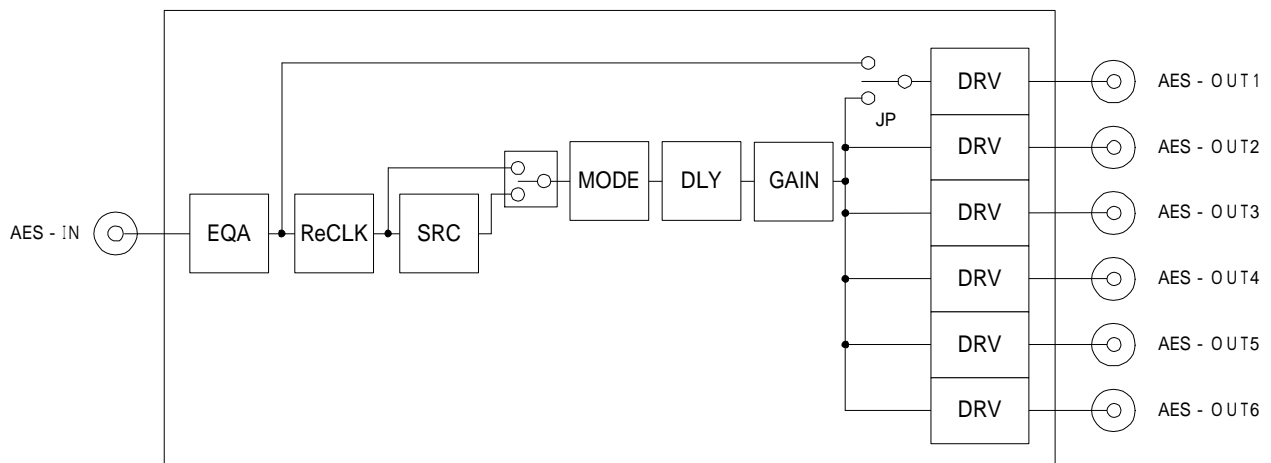 DRV
AES - OUT1
JP
DRV
AES - OUT2
MODE
DLY
GAIN
DRV
AES - OUT3
AES - IN
EQA
ReCLK
SRC
DRV
AES - OUT4
DRV
AES - OUT5
DRV
AES - OUT6